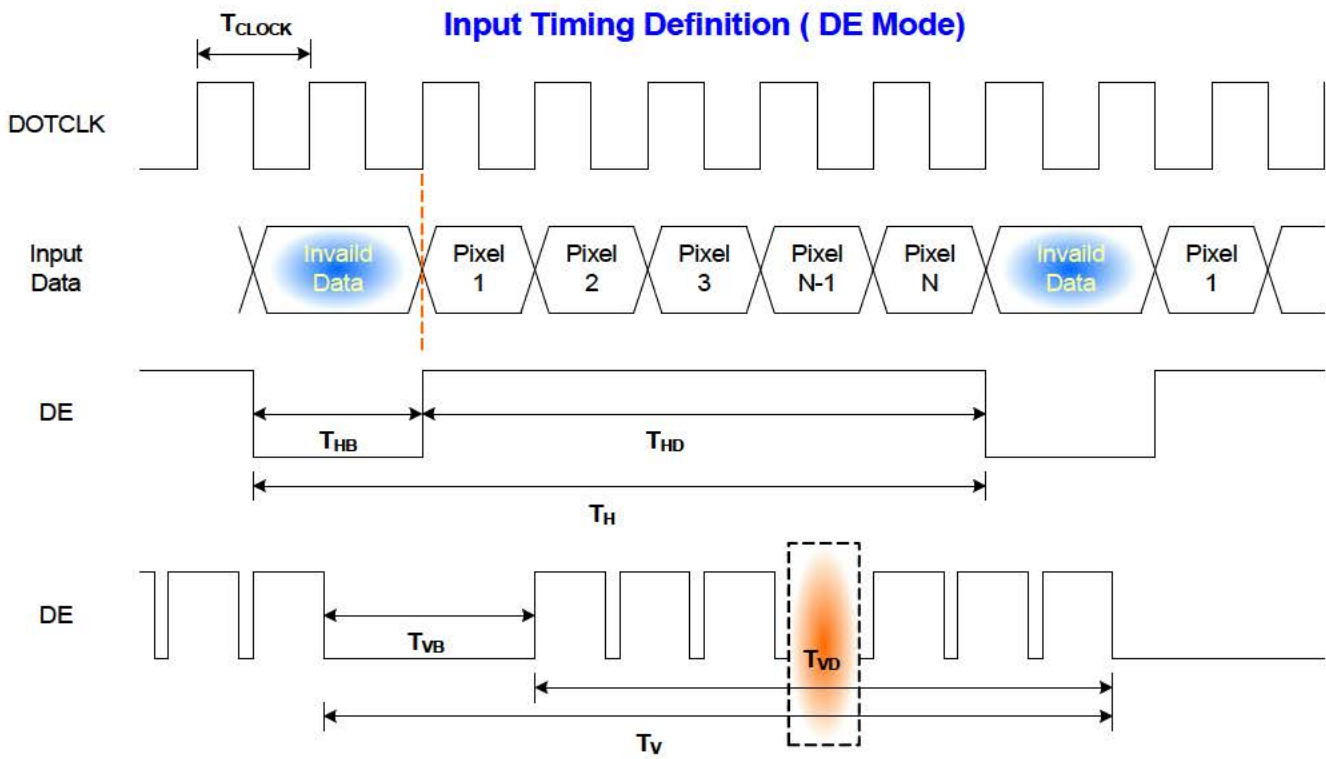 Input Timing Definition ( DE Mode)
TCLOCK
DOTCLK
Input
Data
Invaild
Data
Pixel
1
Pixel
2
Pixel
3
Pixel
N-1
Pixel
N
Invaild
Data
Pixel
1
DE
THB
THD
TH
DE
TVB
TVD
TV